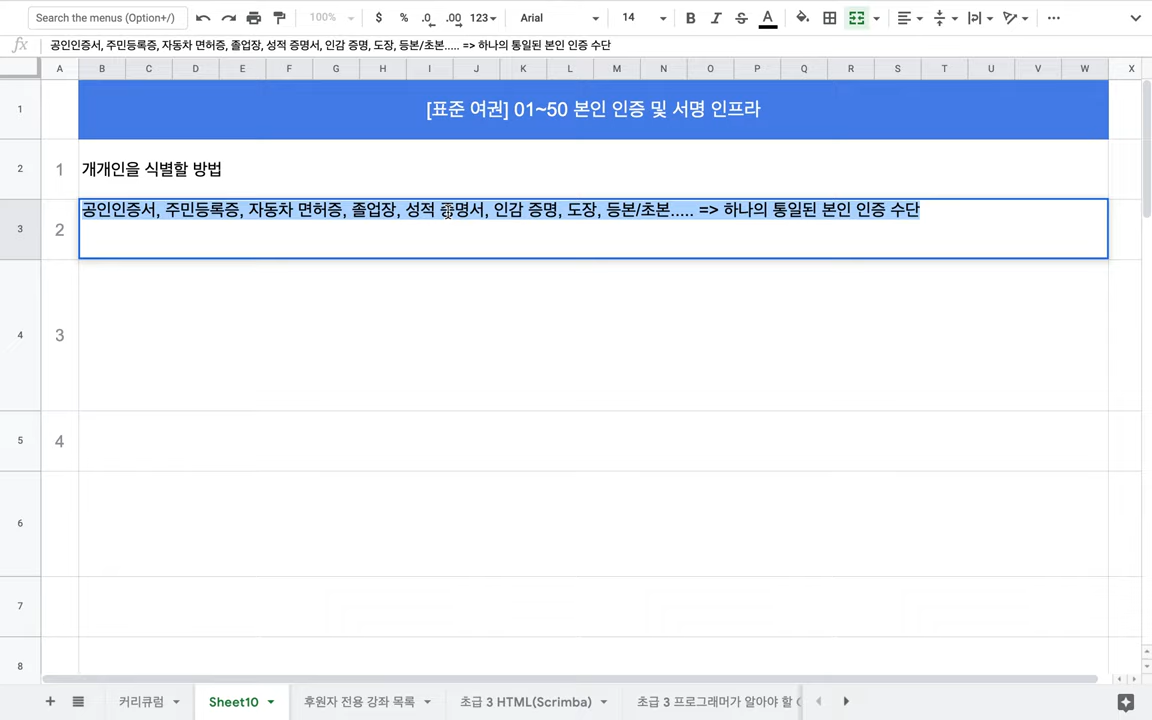 Search the menus (Option+/)
100%
$ % .0 .00 123
Arial
14
B I S A
fx
공인인증서, 주민등록증, 자동차 면허증, 졸업장, 성적 증명서, 인감 증명, 도장, 등본/초본..... => 하나의 통일된 본인 인증 수단
A B C D E F G H I J K L M N O P Q R S T U V W X
1 [표준 여권] 01~50 본인 인증 및 서명 인프라
2 1 개개인을 식별할 방법
3 2 공인인증서, 주민등록증, 자동차 면허증, 졸업장, 성적 증명서, 인감 증명, 도장, 등본/초본..... => 하나의 통일된 본인 인증 수단
4 3
5 4
6
7
8
커리큘럼
Sheet10
후원자 전용 강좌 목록
초급 3 HTML(Scrimba)
초급 3 프로그래머가 알아야 할